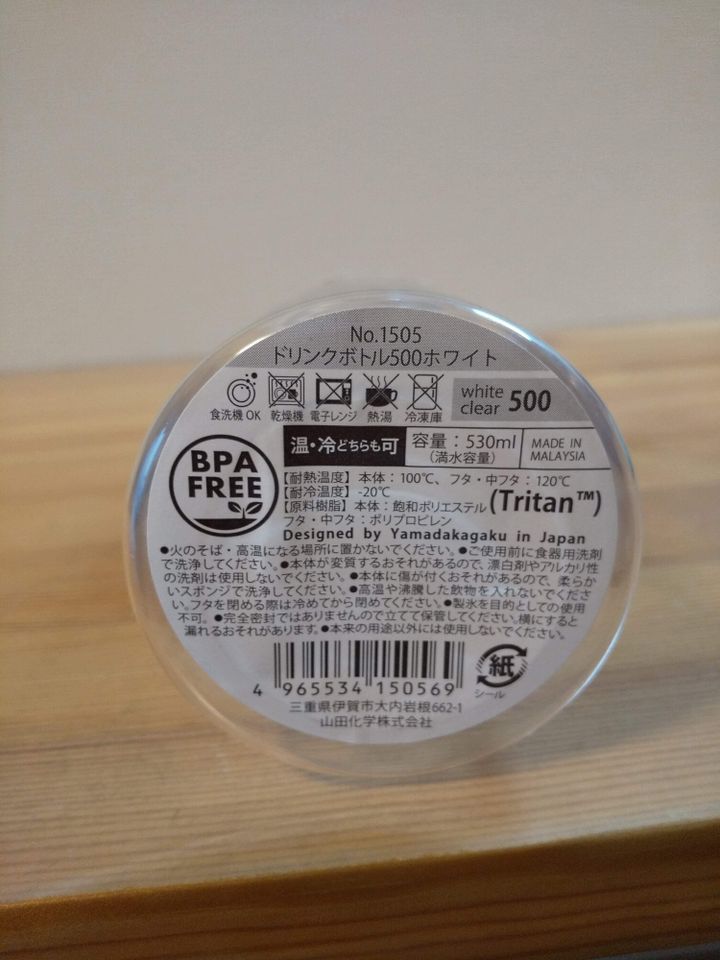 No.1505
ドリンクボトル500ホワイト
食洗機 OK 乾燥機 電子レンジ 熱湯 冷凍庫
white clear 500
BPA FREE
温・冷どちらも可
容量：530ml
(満水容量)
MADE IN MALAYSIA
【耐熱温度】本体：100℃、フタ・中フタ：120℃
【耐冷温度】-20℃
【原料樹脂】本体：飽和ポリエステル(Tritan™)
フタ・中フタ：ポリプロピレン
Designed by Yamadakagaku in Japan
●火のそば・高温になる場所に置かないでください。●ご使用前に食器用洗剤
で洗浄してください。●本体が変質するおそれがあるので、漂白剤やアルカリ性
の洗剤は使用しないでください。●本体に傷が付くおそれがあるので、柔らか
いスポンジで洗浄してください。●高温や沸騰した飲物を入れないでくださ
い。フタを閉める際は冷めてから閉めてください。●製氷を目的としての使用
不可。●完全密封ではありませんので立てて保管してください。横にすると
漏れるおそれがあります。●本来の用途以外には使用しないでください。
4 965534 150569
紙
シール
三重県伊賀市大内岩根662-1
山田化学株式会社